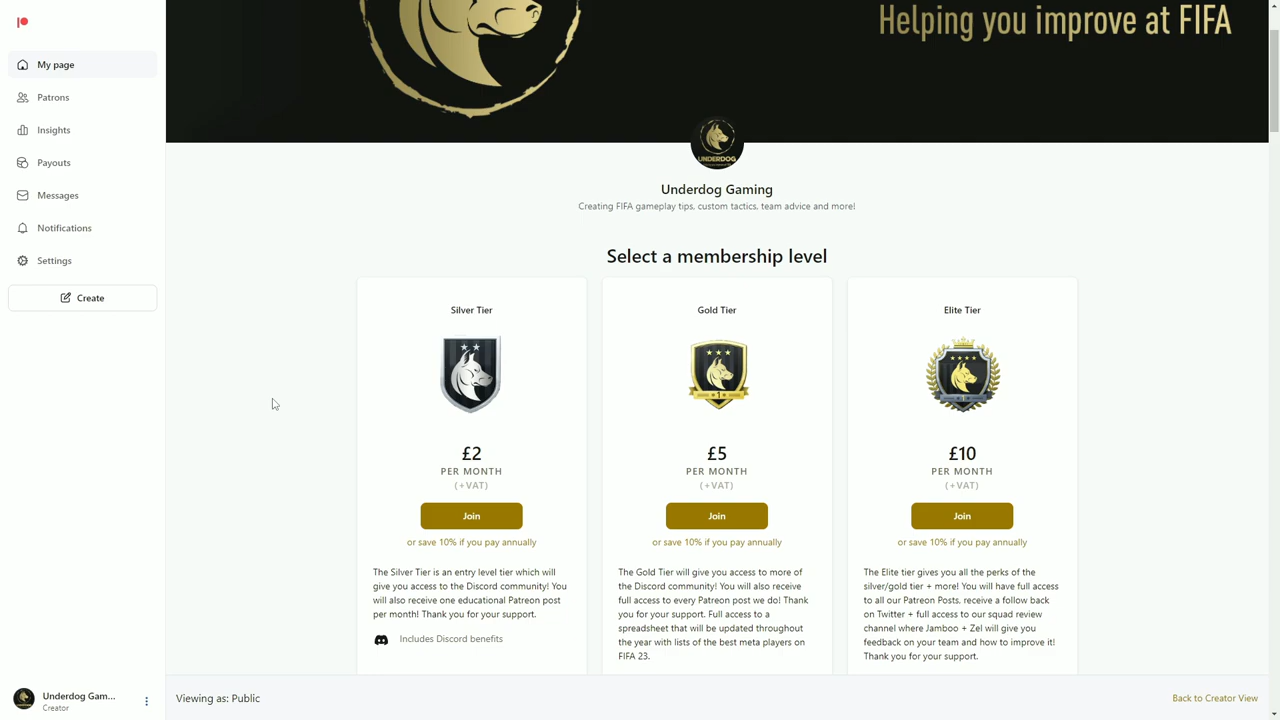 Helping you improve at FIFA
My page
Patrons
Insights
Payouts
Messages
Notifications
Settings
Create
UNDERDOG
Underdog Gaming
Creating FIFA gameplay tips, custom tactics, team advice and more!
Select a membership level
Silver Tier
£2
PER MONTH
(+VAT)
Join
or save 10% if you pay annually
The Silver Tier is an entry level tier which will
give you access to the Discord community! You
will also receive one educational Patreon post
per month! Thank you for your support.
Includes Discord benefits
Gold Tier
1
£5
PER MONTH
(+VAT)
Join
or save 10% if you pay annually
The Gold Tier will give you access to more of
the Discord community! You will also receive
full access to every Patreon post we do! Thank
you for your support. Full access to a
spreadsheet that will be updated throughout
the year with lists of the best meta players on
FIFA 23.
Elite Tier
£10
PER MONTH
(+VAT)
Join
or save 10% if you pay annually
The Elite tier gives you all the perks of the
silver/gold tier + more! You will have full access
to all our Patreon Posts, receive a follow back
on Twitter + full access to our squad review
channel where Jamboo + Zel will give you
feedback on your team and how to improve it!
Thank you for your support.
Underdog Gam...
Creator
Viewing as: Public
Back to Creator View